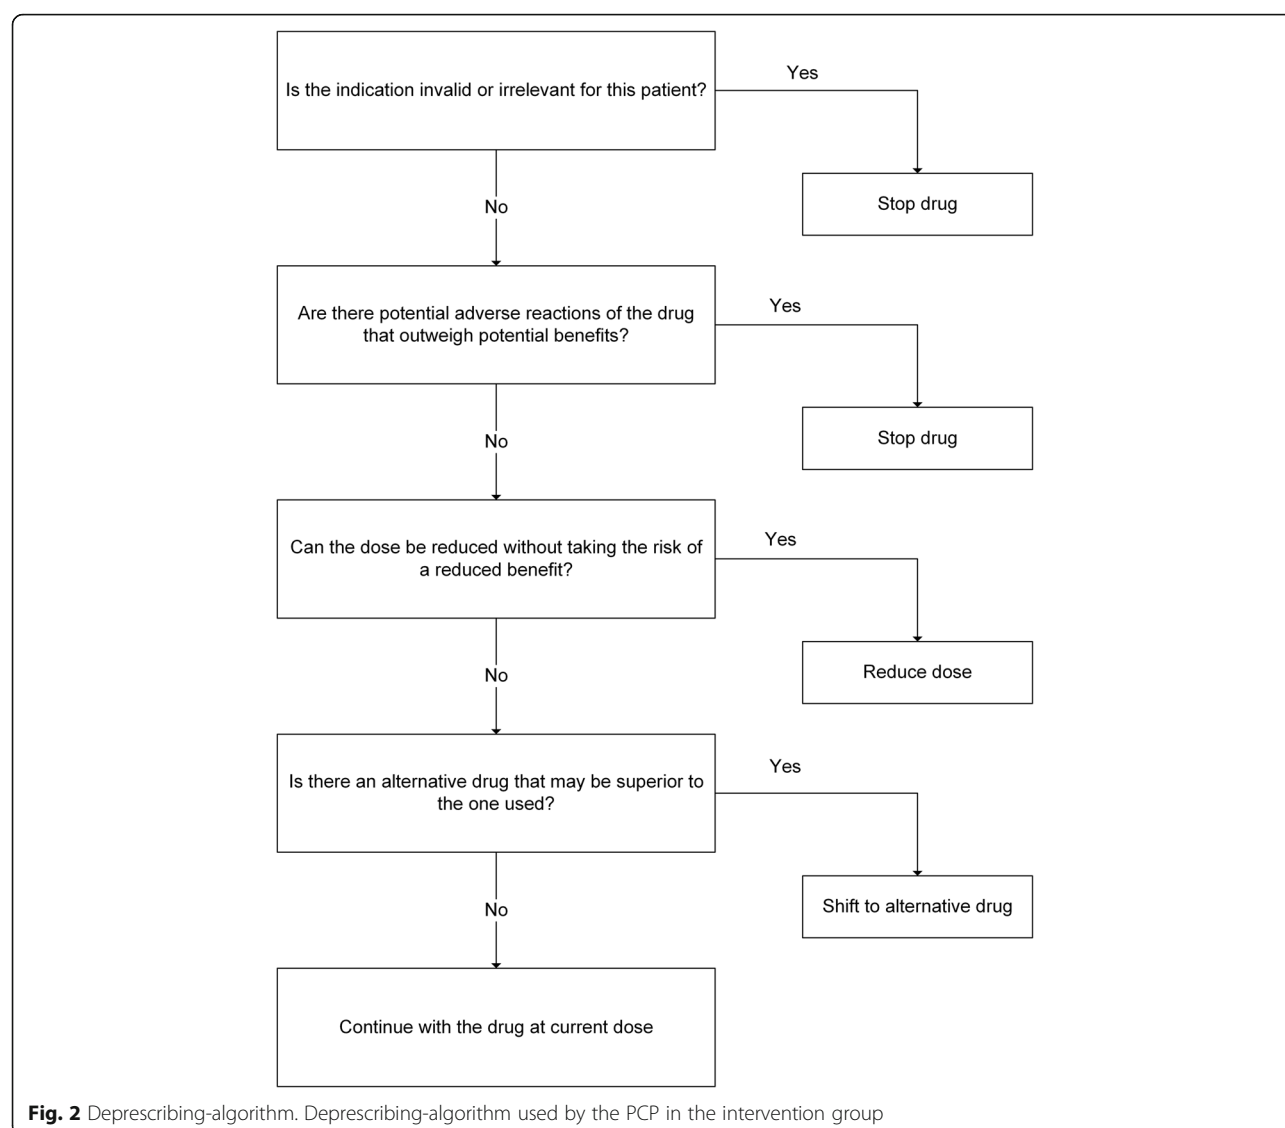 Is the indication invalid or irrelevant for this patient?
Yes
Stop drug
No
Are there potential adverse reactions of the drug
that outweigh potential benefits?
Yes
Stop drug
No
Can the dose be reduced without taking the risk of
a reduced benefit?
Yes
Reduce dose
No
Is there an alternative drug that may be superior to
the one used?
Yes
Shift to alternative drug
No
Continue with the drug at current dose
Fig. 2 Deprescribing-algorithm. Deprescribing-algorithm used by the PCP in the intervention group